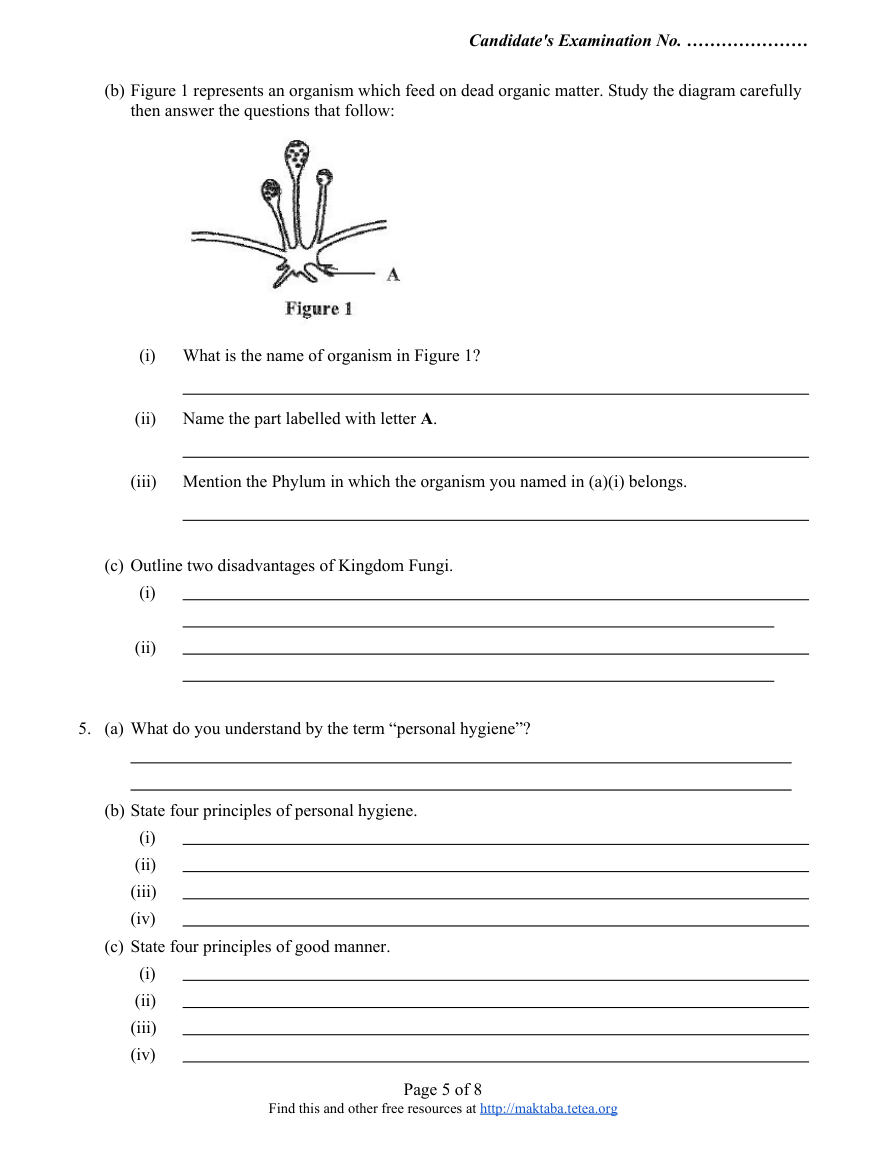 Candidate's Examination No. …………………
(b) Figure 1 represents an organism which feed on dead organic matter. Study the diagram carefully
then answer the questions that follow:
A
Figure 1
(i) What is the name of organism in Figure 1?
(ii) Name the part labelled with letter A.
(iii) Mention the Phylum in which the organism you named in (a)(i) belongs.
(c) Outline two disadvantages of Kingdom Fungi.
(i)
(ii)
5. (a) What do you understand by the term “personal hygiene”?
(b) State four principles of personal hygiene.
(i)
(ii)
(iii)
(iv)
(c) State four principles of good manner.
(i)
(ii)
(iii)
(iv)
Page 5 of 8
Find this and other free resources at http://maktaba.tetea.org